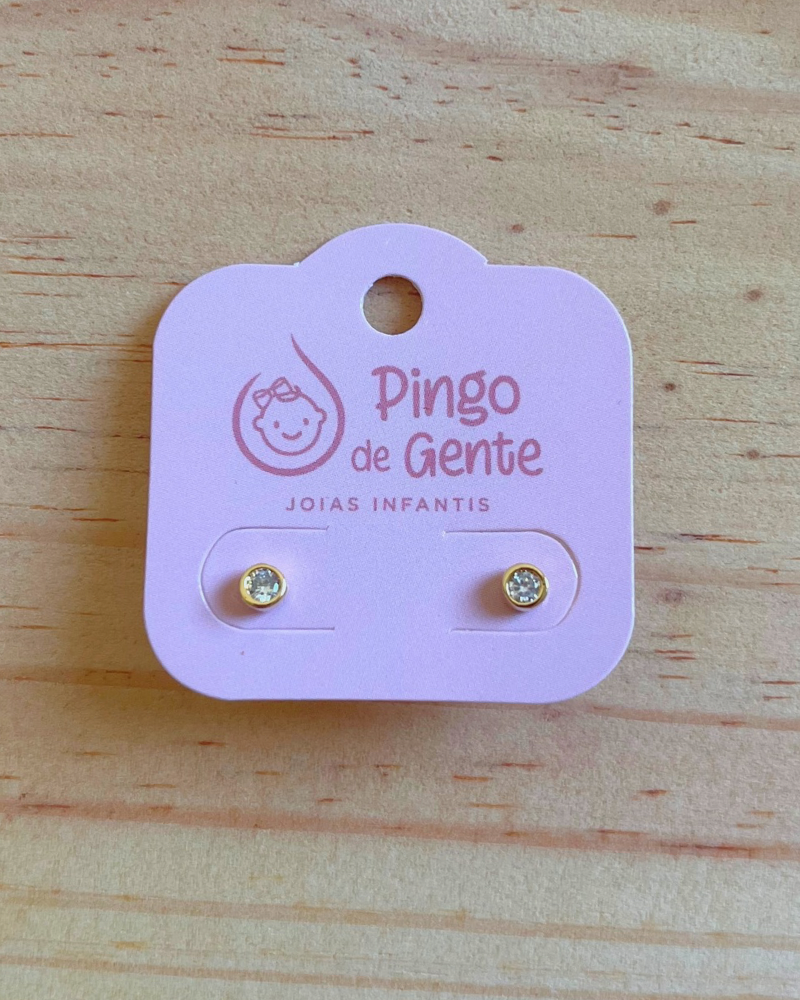 Pingo
de Gente
JOIAS INFANTIS